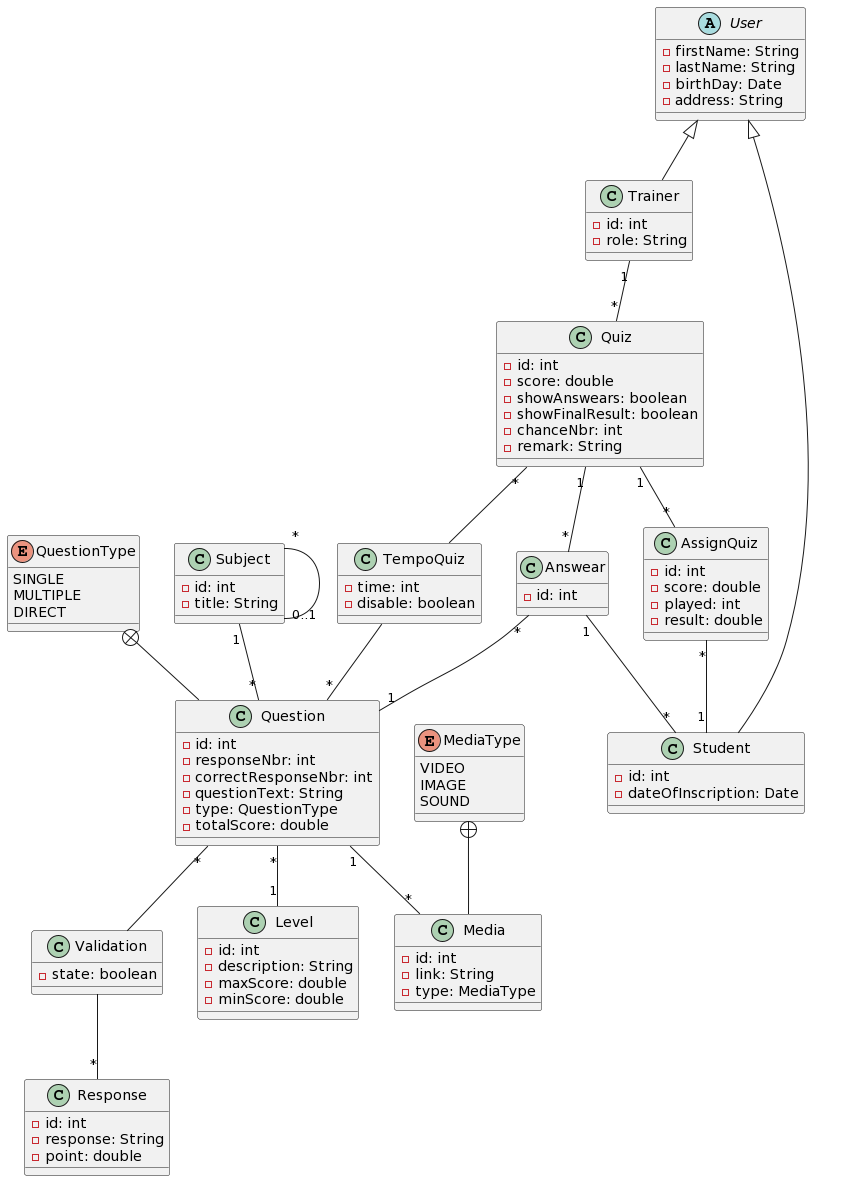 A User
firstName: String
lastName: String
birthDay: Date
address: String
C Trainer
id: int
role: String
1
*
C Quiz
id: int
score: double
showAnswears: boolean
showFinalResult: boolean
chanceNbr: int
remark: String
* 1 1
* * *
E QuestionType
SINGLE
MULTIPLE
DIRECT
C Subject
id: int
title: String
0..1
C TempoQuiz
time: int
disable: boolean
C Answear
id: int
C AssignQuiz
id: int
score: double
played: int
result: double
1 * 1 *
* * 1 * 1
C Question
id: int
responseNbr: int
correctResponseNbr: int
questionText: String
type: QuestionType
totalScore: double
E MediaType
VIDEO
IMAGE
SOUND
C Student
id: int
dateOfInscription: Date
* * 1
1 *
C Validation
state: boolean
C Level
id: int
description: String
maxScore: double
minScore: double
C Media
id: int
link: String
type: MediaType
*
C Response
id: int
response: String
point: double